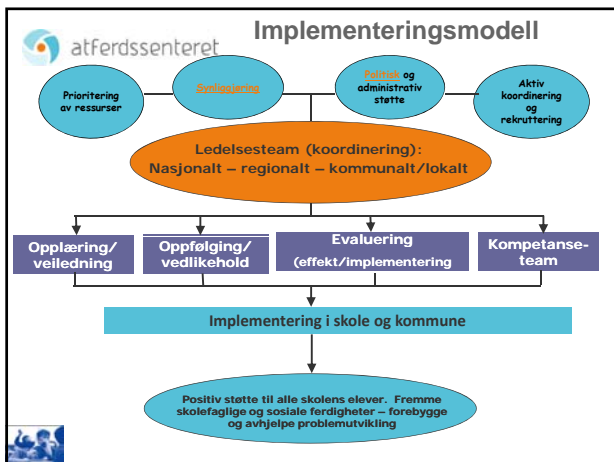 Implementeringsmodell
atferdssenteret
Prioritering
av ressurser
Synliggjøring
Politisk og
administrativ
støtte
Aktiv
koordinering
og
rekruttering
Ledelsesteam (koordinering):
Nasjonalt – regionalt – kommunalt/lokalt
Opplæring/
veiledning
Oppfølging/
vedlikehold
Evaluering
(effekt/implementering
Kompetanse-
team
Implementering i skole og kommune
Positiv støtte til alle skolens elever. Fremme
skolefaglige og sosiale ferdigheter – forebygge
og avhjelpe problemutvikling